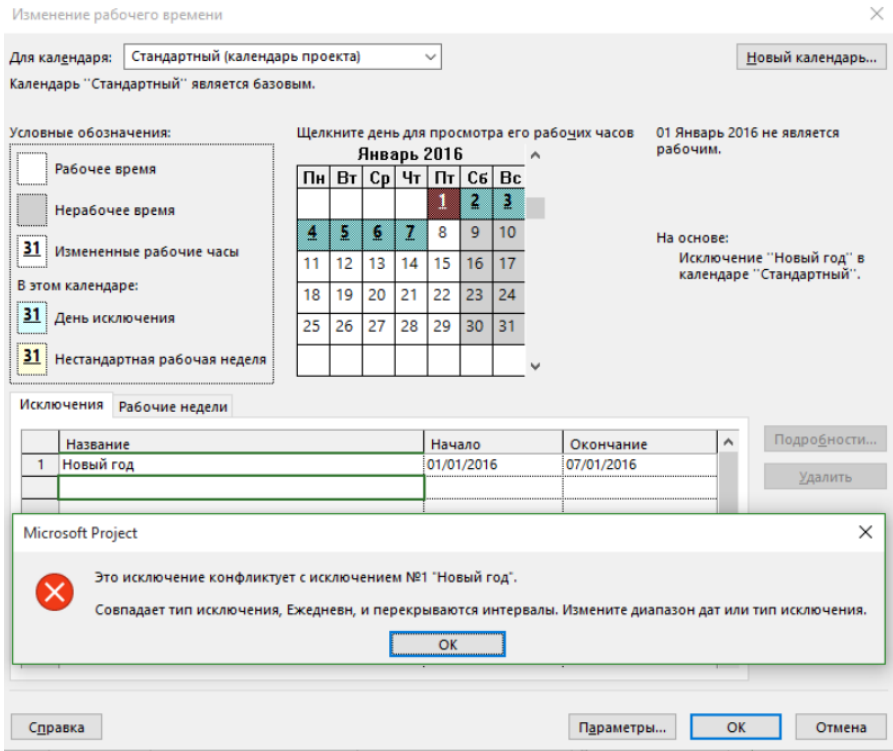 Изменение рабочего времени
Для календаря: Стандартный (календарь проекта) Новый календарь...
Календарь "Стандартный" является базовым.
Условные обозначения:
Рабочее время
Нерабочее время
31 Измененные рабочие часы
В этом календаре:
31 День исключения
31 Нестандартная рабочая неделя
Щелкните день для просмотра его рабочих часов
Январь 2016
Пн Вт Ср Чт Пт Сб Вс
1 2 3
4 5 6 7 8 9 10
11 12 13 14 15 16 17
18 19 20 21 22 23 24
25 26 27 28 29 30 31
01 Январь 2016 не является
рабочим.
На основе:
Исключение "Новый год" в
календаре "Стандартный".
Исключения Рабочие недели
Название Начало Окончание
1 Новый год 01/01/2016 07/01/2016
Подробности...
Удалить
Microsoft Project
Это исключение конфликтует с исключением №1 "Новый год".
Совпадает тип исключения, Ежедневн, и перекрываются интервалы. Измените диапазон дат или тип исключения.
ОК
Справка Параметры... ОК Отмена